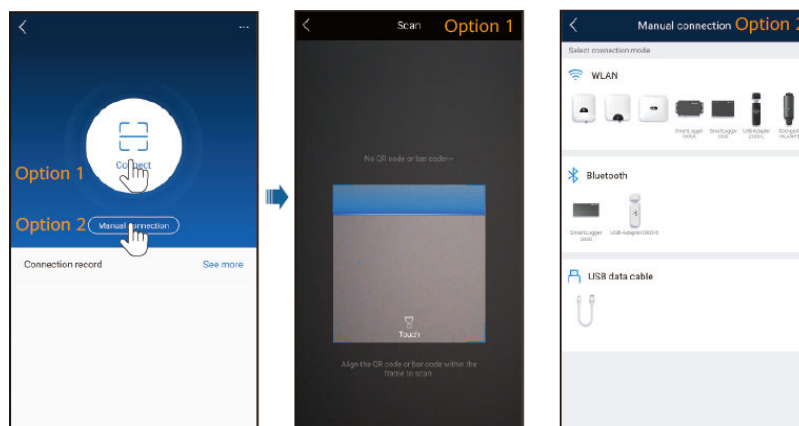 Connect
Option 1
Option 2 Manual connection
Connection record See more
Scan Option 1
No QR code or bar code>>
Touch
Align the QR code or bar code within the
frame to scan
Manual connection Option 2
Select connection mode
WLAN
SmartLogger SmartLogger USB-Adapter
Bluetooth
SmartLogger USB-Adapter
USB data cable